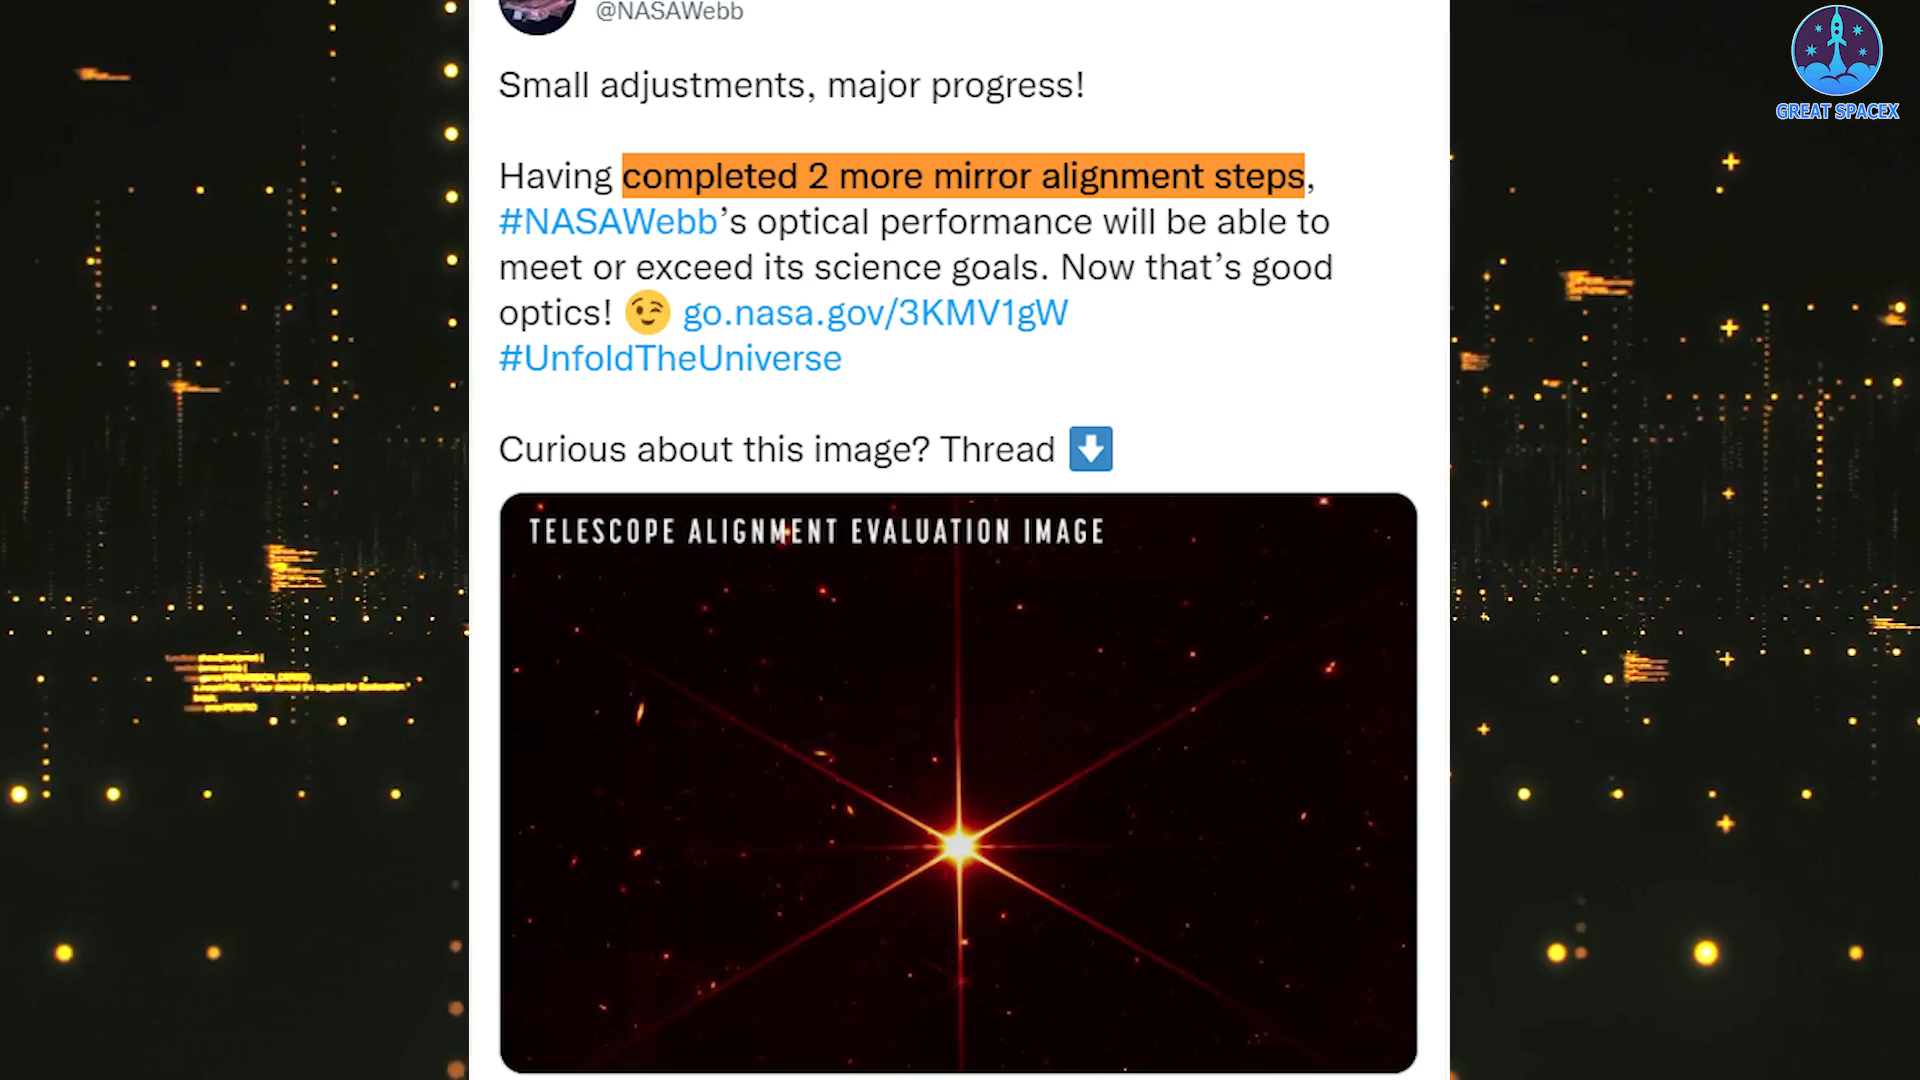 @NASAWebb
GREAT SPACEX
Small adjustments, major progress!
Having completed 2 more mirror alignment steps,
#NASAWebb’s optical performance will be able to
meet or exceed its science goals. Now that’s good
optics! 😉 go.nasa.gov/3KMV1gW
#UnfoldTheUniverse
Curious about this image? Thread ⬇️
TELESCOPE ALIGNMENT EVALUATION IMAGE